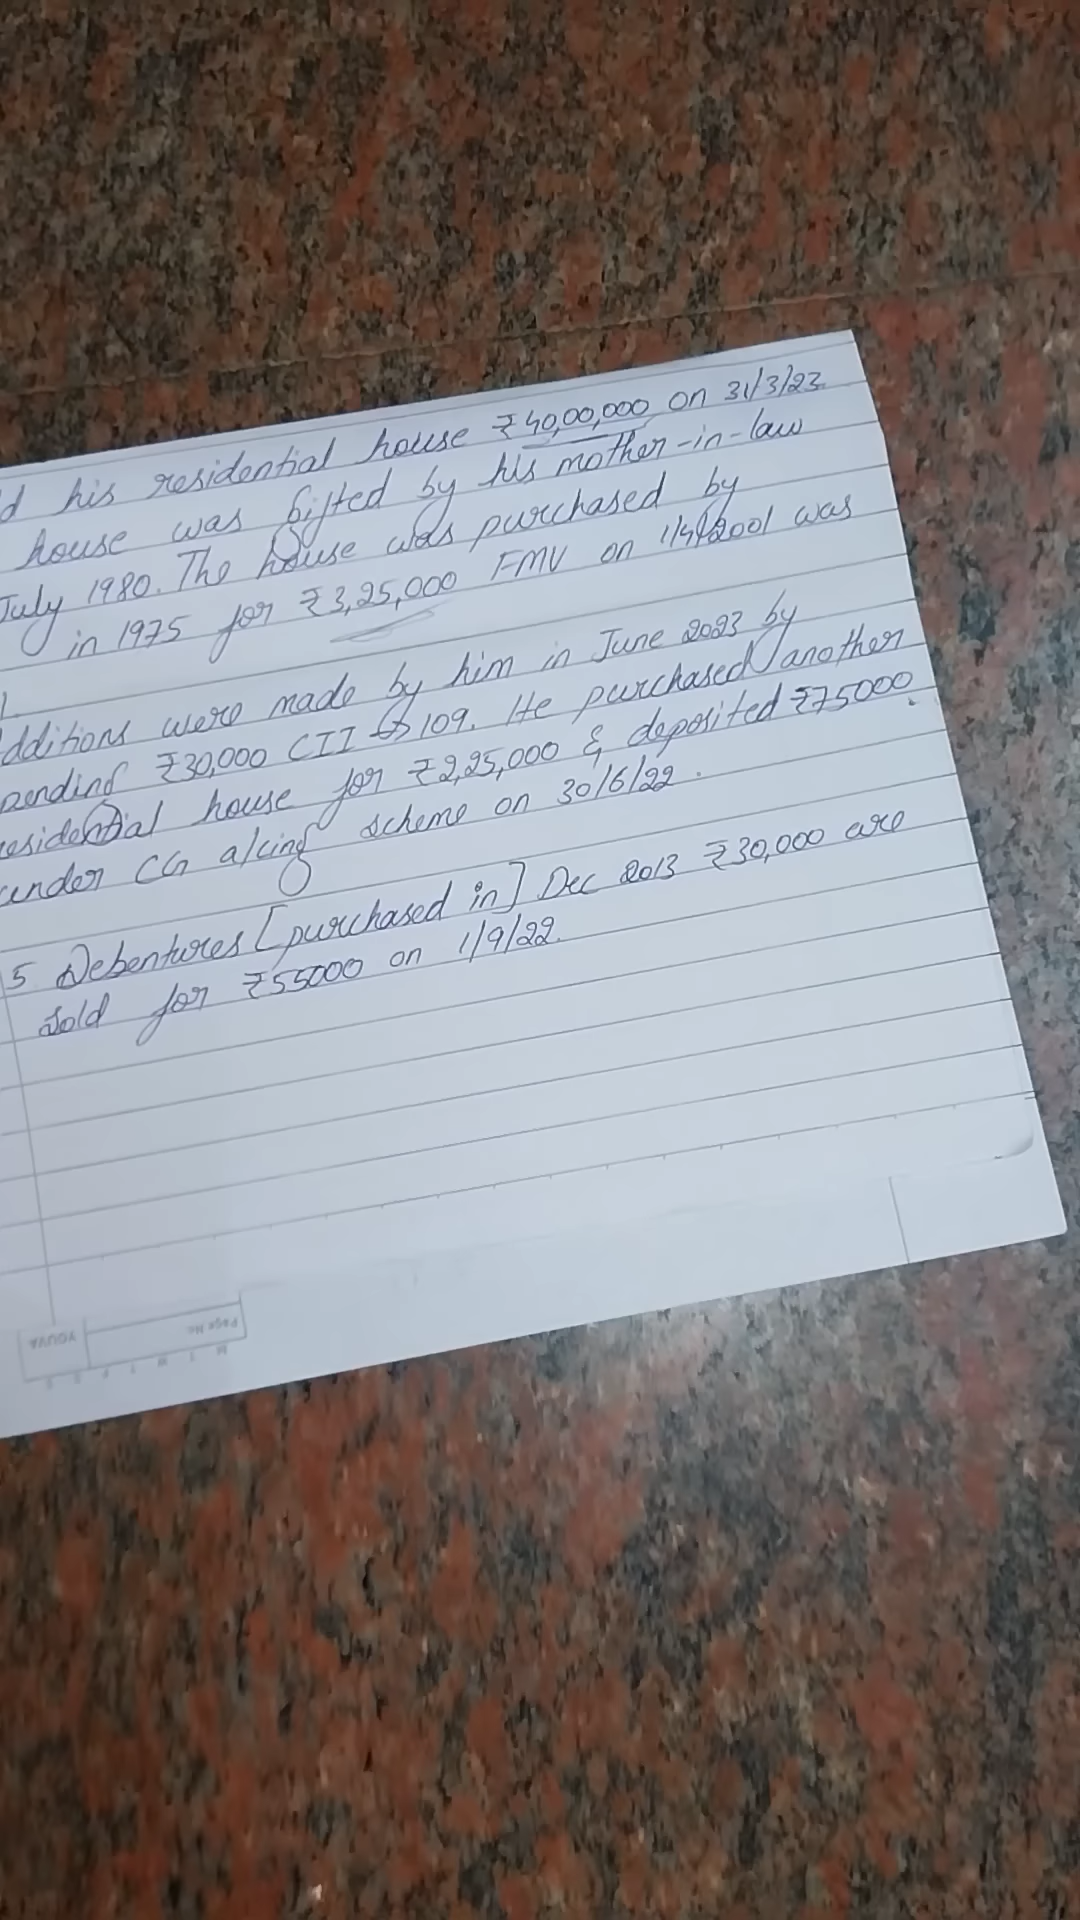 d his residential house ₹40,00,000 on 31/3/23
house was gifted by his mother-in-law
July 1980. The house was purchased by
in 1975 for ₹3,25,000 FMV on 1/4/2001 was
dditions were made by him in June 2023 by
pending ₹30,000 CII 109. He purchased another
esidential house for ₹2,25,000 & deposited ₹75000
under CG a/cing scheme on 30/6/22.
5 Debentures [purchased in] Dec 2013 ₹30,000 are
sold for ₹55000 on 1/9/22.
YOUVA
Page No.